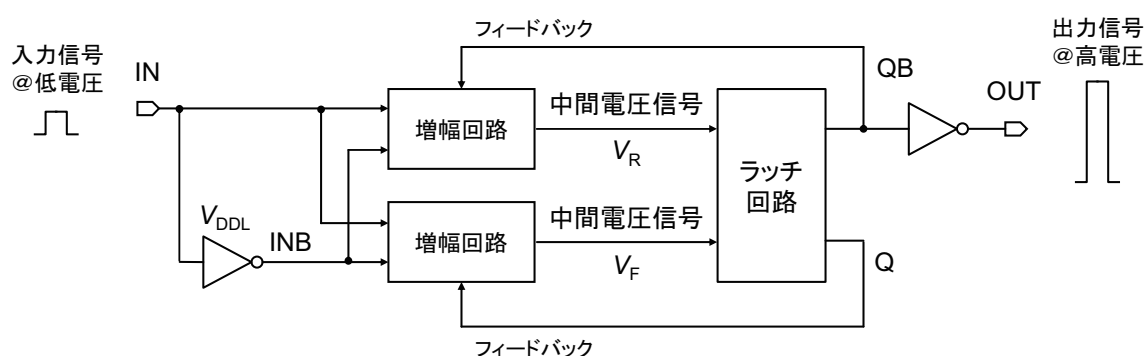 フィードバック
入力信号
@低電圧
IN
QB
出力信号
@高電圧
OUT
増幅回路
中間電圧信号
VR
ラッチ
回路
VDDL
INB
増幅回路
中間電圧信号
VF
Q
フィードバック